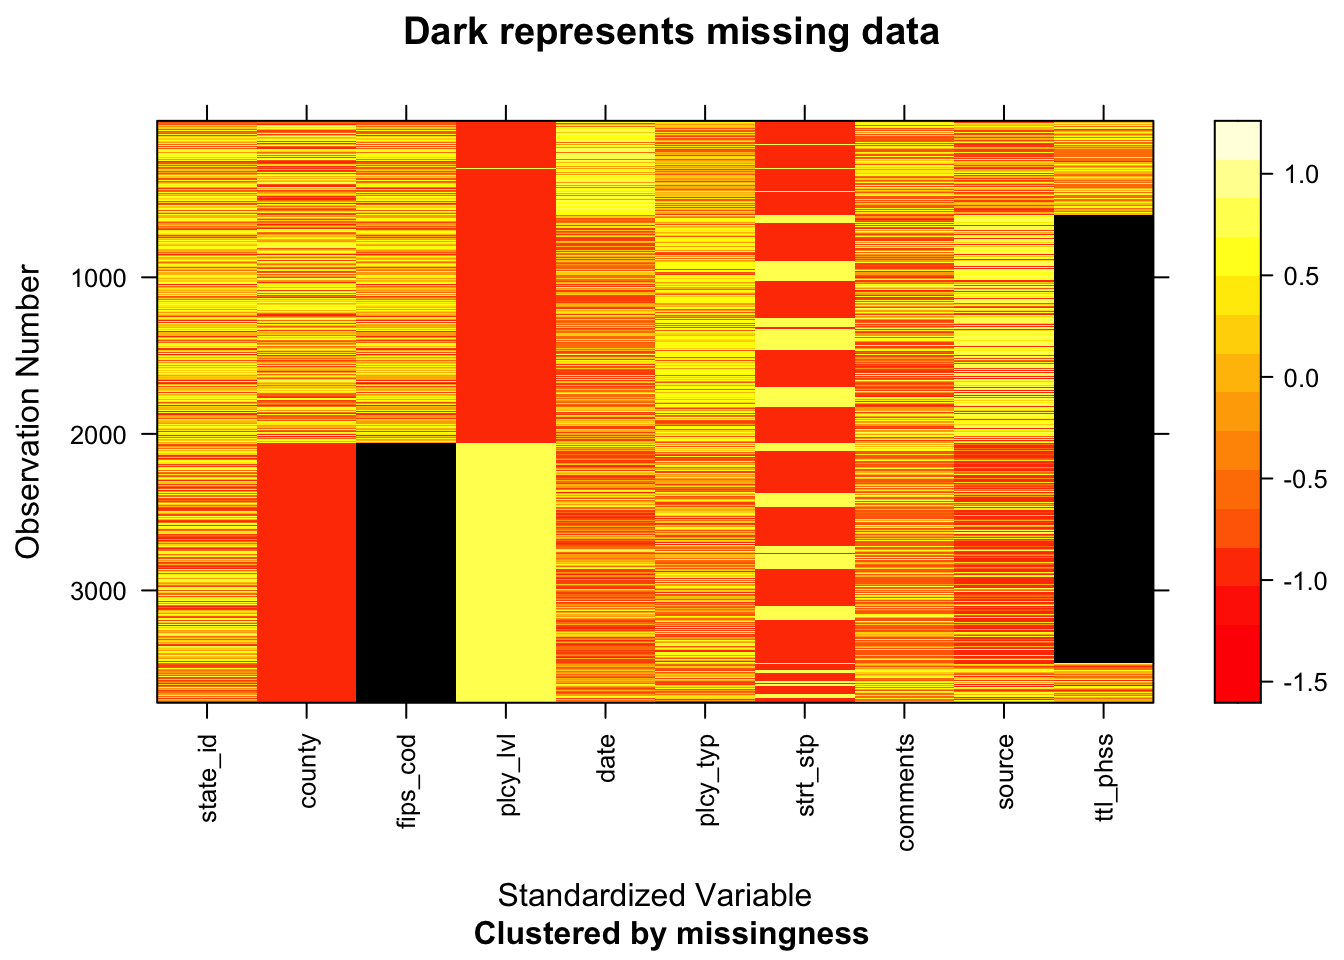 Dark represents missing data
Observation Number
1000
2000
3000
1.0
0.5
0.0
-0.5
-1.0
-1.5
state_id
county
fips_cod
plcy_lvl
date
plcy_typ
strt_stp
comments
source
ttl_phss
Standardized Variable
Clustered by missingness